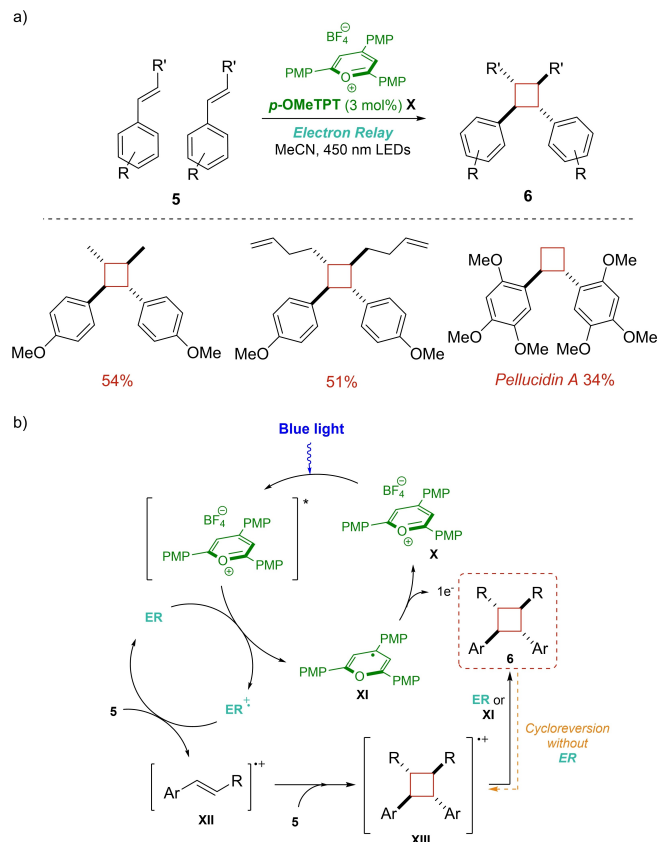 a)
R'
R'
R
R
5
BF4 ⊖
PMP
PMP
O
⊕
PMP
p-OMeTPT (3 mol%) X
Electron Relay
MeCN, 450 nm LEDs
R'
R'
R
R
6
MeO
OMe
54%
MeO
OMe
51%
MeO
OMe
MeO
OMe
MeO
OMe
Pellucidin A 34%
b)
Blue light
*
BF4 ⊖
PMP
PMP
O
⊕
PMP
BF4 ⊖
PMP
PMP
O
⊕
PMP
X
1e-
ER
PMP
PMP
O
PMP
XI
R
R
Ar
Ar
6
ER•+
5
ER or
XI
Cycloreversion
without
ER
•+
Ar
R
XII
5
•+
R
R
Ar
Ar
XIII